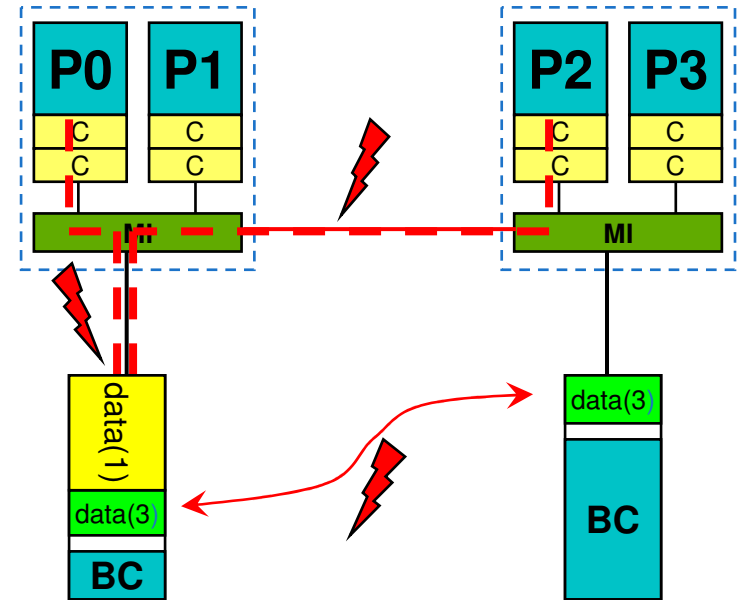 P0 P1 P2 P3
C C C C
C C C C
MI MI
data(1)
data(3) data(3)
BC BC